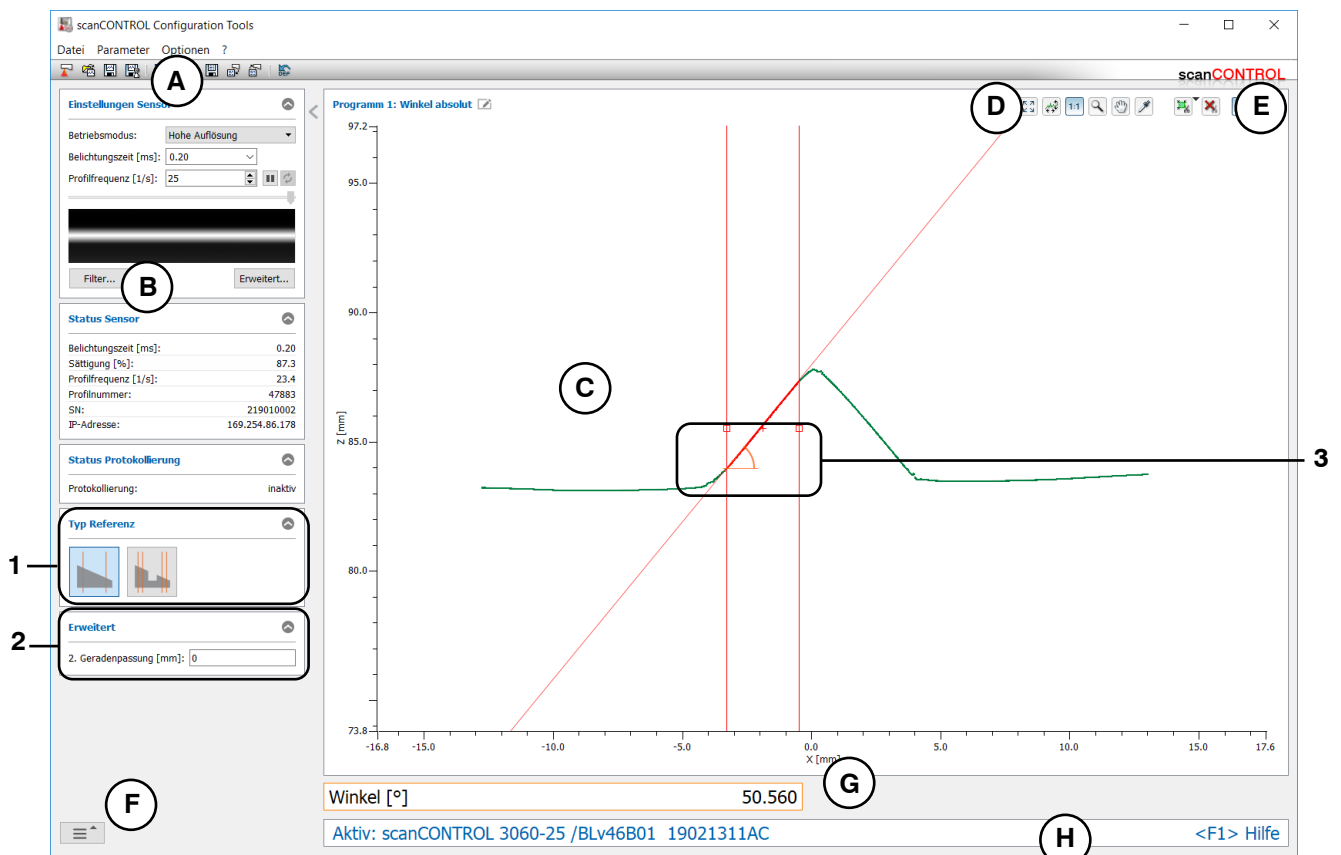 scanCONTROL Configuration Tools
Datei Parameter Optionen ?
A
scanCONTROL
Einstellungen Sensor
Betriebsmodus: Hohe Auflösung
Belichtungszeit [ms]: 0.20
Profilfrequenz [1/s]: 25
Filter...
B
Erweitert...
Status Sensor
Belichtungszeit [ms]: 0.20
Sättigung [%]: 87.3
Profilfrequenz [1/s]: 23.4
Profilnummer: 47883
SN: 219010002
IP-Adresse: 169.254.86.178
Status Protokollierung
Protokollierung: inaktiv
1
Typ Referenz
2
Erweitert
2. Geradenpassung [mm]: 0
F
Programm 1: Winkel absolut
D
1:1
E
97.2
95.0
90.0
C
Z [mm]
85.0
3
80.0
73.8
-16.8 -15.0 -10.0 -5.0 0.0 5.0 10.0 15.0 17.6
X [mm]
G
Winkel [°] 50.560
Aktiv: scanCONTROL 3060-25 /BLv46B01 19021311AC
H
<F1> Hilfe